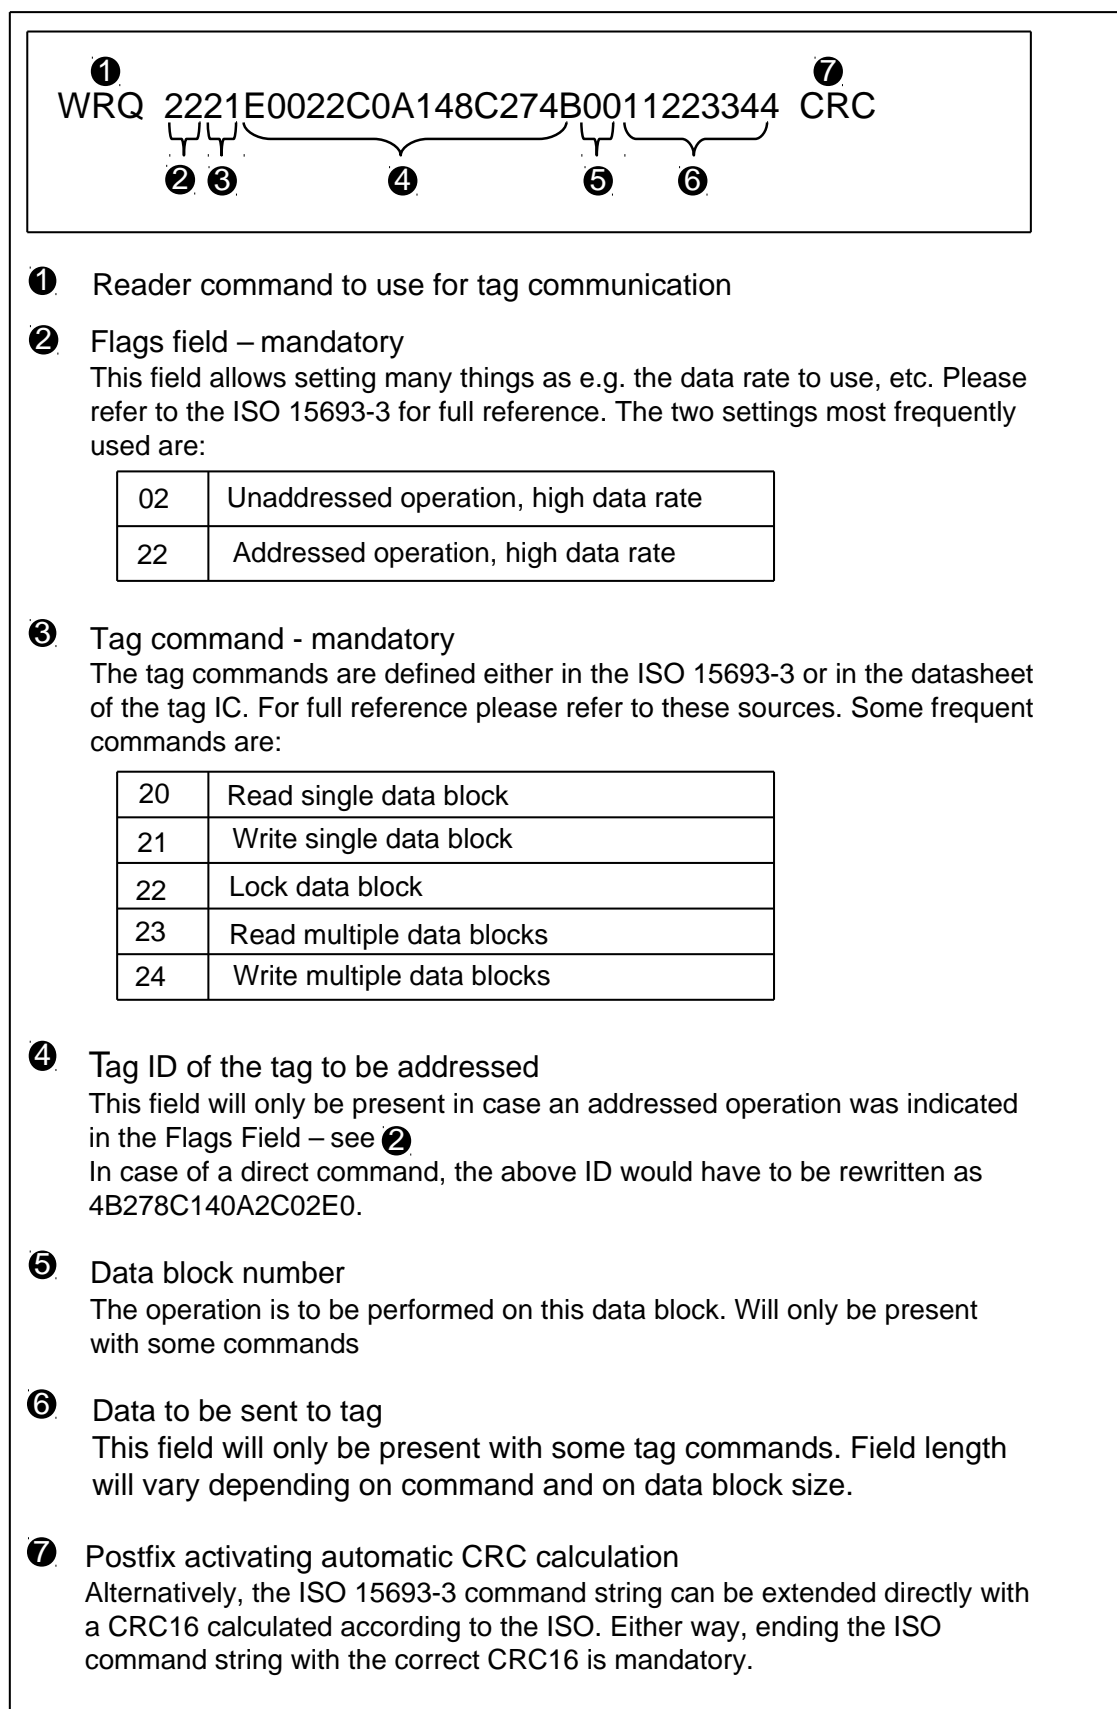 ❶ ❼
WRQ 2221E0022C0A148C274B0011223344 CRC
❷ ❸ ❹ ❺ ❻
❶ Reader command to use for tag communication
❷ Flags field – mandatory
This field allows setting many things as e.g. the data rate to use, etc. Please
refer to the ISO 15693-3 for full reference. The two settings most frequently
used are:
02 Unaddressed operation, high data rate
22 Addressed operation, high data rate
❸ Tag command - mandatory
The tag commands are defined either in the ISO 15693-3 or in the datasheet
of the tag IC. For full reference please refer to these sources. Some frequent
commands are:
20 Read single data block
21 Write single data block
22 Lock data block
23 Read multiple data blocks
24 Write multiple data blocks
❹ Tag ID of the tag to be addressed
This field will only be present in case an addressed operation was indicated
in the Flags Field – see ❷
In case of a direct command, the above ID would have to be rewritten as
4B278C140A2C02E0.
❺ Data block number
The operation is to be performed on this data block. Will only be present
with some commands
❻ Data to be sent to tag
This field will only be present with some tag commands. Field length
will vary depending on command and on data block size.
❼ Postfix activating automatic CRC calculation
Alternatively, the ISO 15693-3 command string can be extended directly with
a CRC16 calculated according to the ISO. Either way, ending the ISO
command string with the correct CRC16 is mandatory.